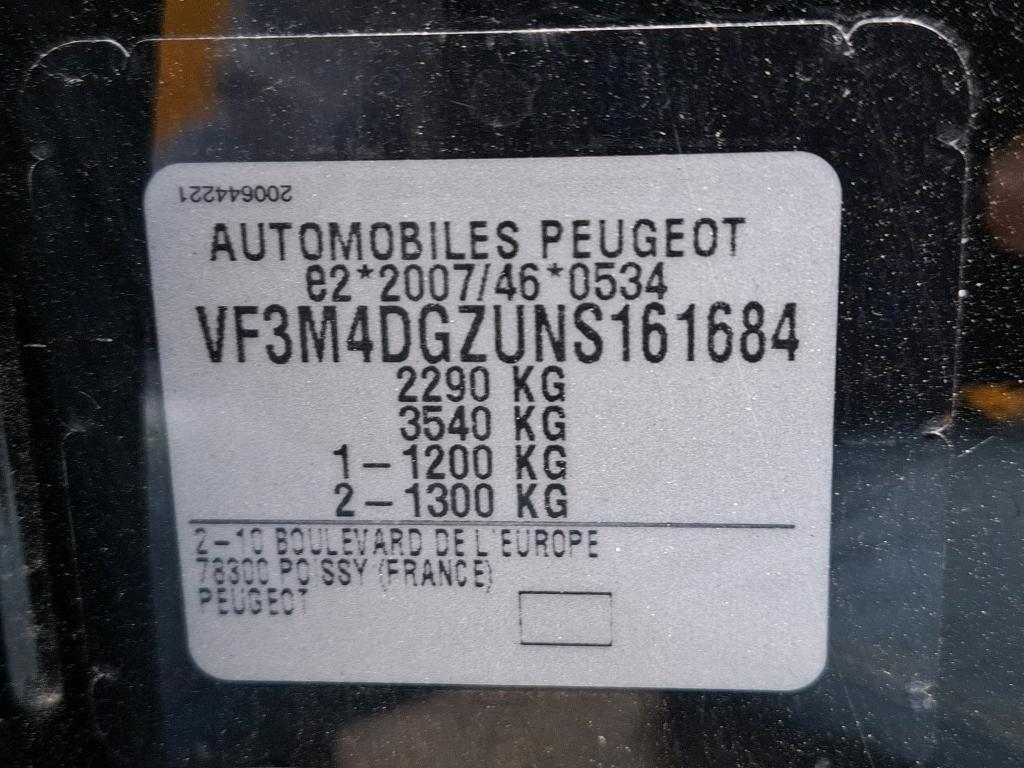 200644221
AUTOMOBILES PEUGEOT
e2*2007/46*0534
VF3M4DGZUNS161684
2290 KG
3540 KG
1-1200 KG
2-1300 KG
2-10 BOULEVARD DE L'EUROPE
78300 POISSY (FRANCE)
PEUGEOT